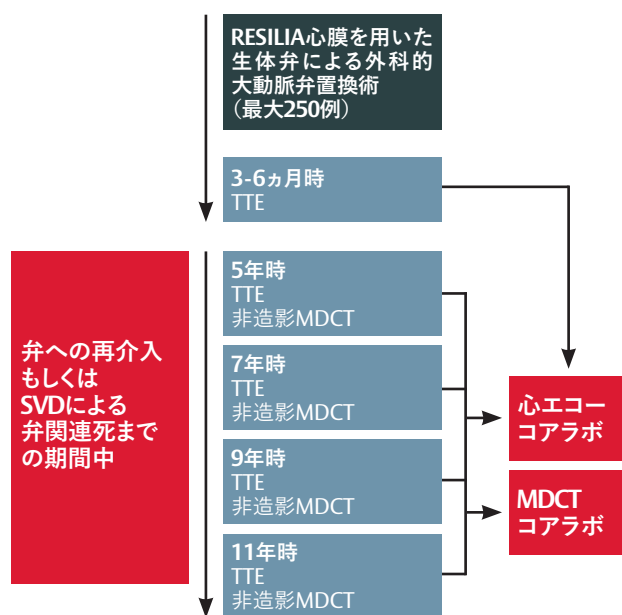 RESILIA心膜を用いた
生体弁による外科的
大動脈弁置換術
（最大250例）
3-6ヵ月時
TTE
5年時
TTE
非造影MDCT
7年時
TTE
非造影MDCT
9年時
TTE
非造影MDCT
11年時
TTE
非造影MDCT
弁への再介入
もしくは
SVDによる
弁関連死まで
の期間中
心エコー
コアラボ
MDCT
コアラボ